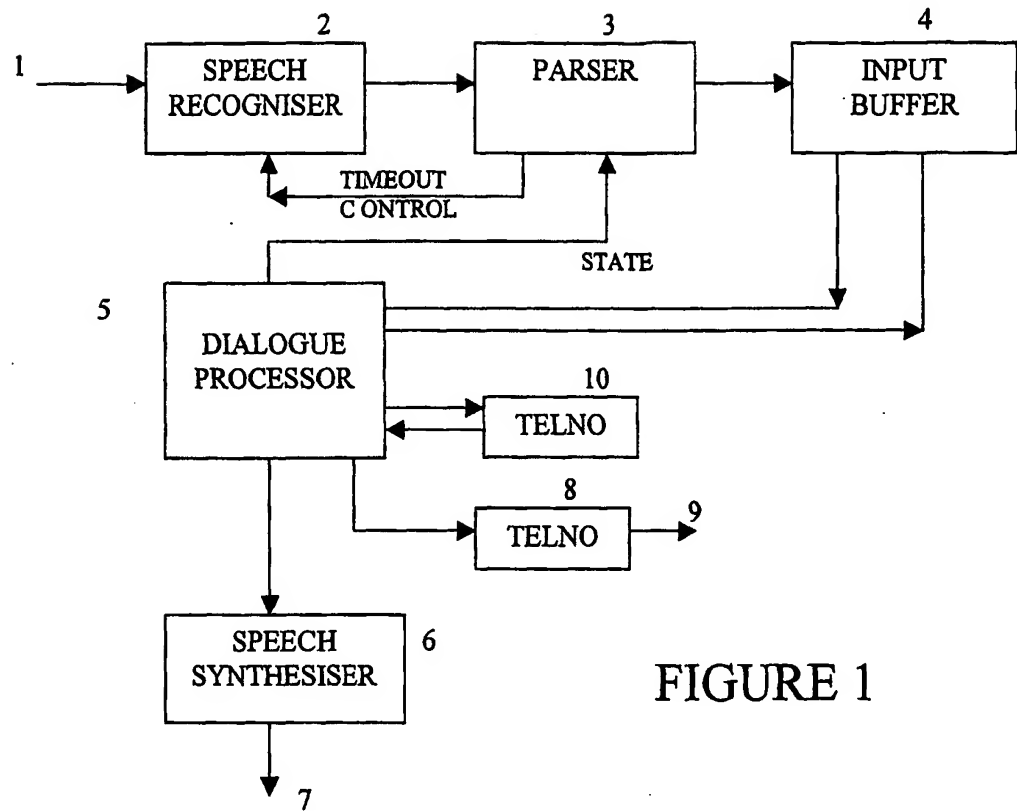 2
3
4
1
SPEECH
RECOGNISER
PARSER
INPUT
BUFFER
TIMEOUT
C ONTROL
STATE
5
DIALOGUE
PROCESSOR
10
TELNO
8
TELNO
9
SPEECH
SYNTHESISER
6
FIGURE 1
7